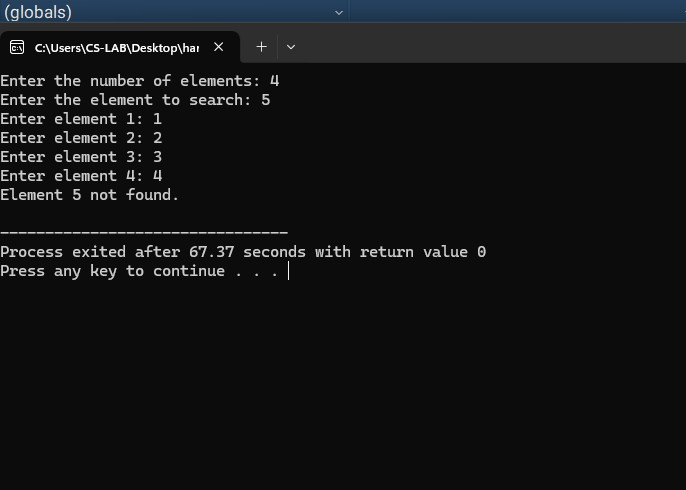 (globals)
C:\Users\CS-LAB\Desktop\har
Enter the number of elements: 4
Enter the element to search: 5
Enter element 1: 1
Enter element 2: 2
Enter element 3: 3
Enter element 4: 4
Element 5 not found.
--------------------------------
Process exited after 67.37 seconds with return value 0
Press any key to continue . . .